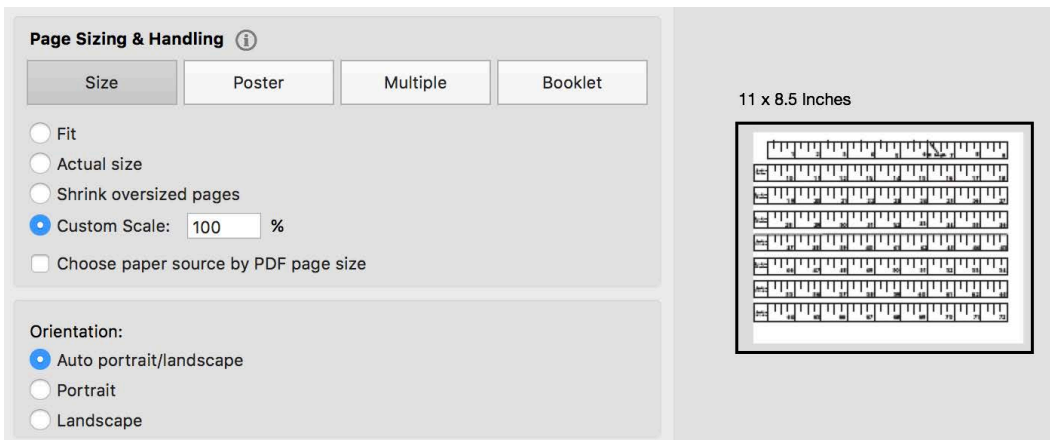 Page Sizing & Handling
Size Poster Multiple Booklet
Fit
Actual size
Shrink oversized pages
Custom Scale: 100 %
Choose paper source by PDF page size
Orientation:
Auto portrait/landscape
Portrait
Landscape
11 x 8.5 Inches